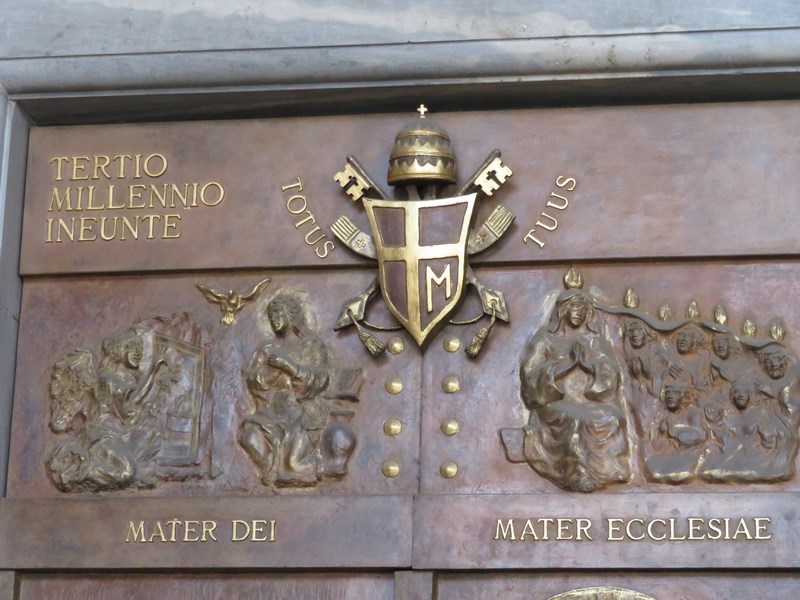 TERTIO
MILLENNIO
INEUNTE
TOTUS
TUUS
M
MATER DEI
MATER ECCLESIAE